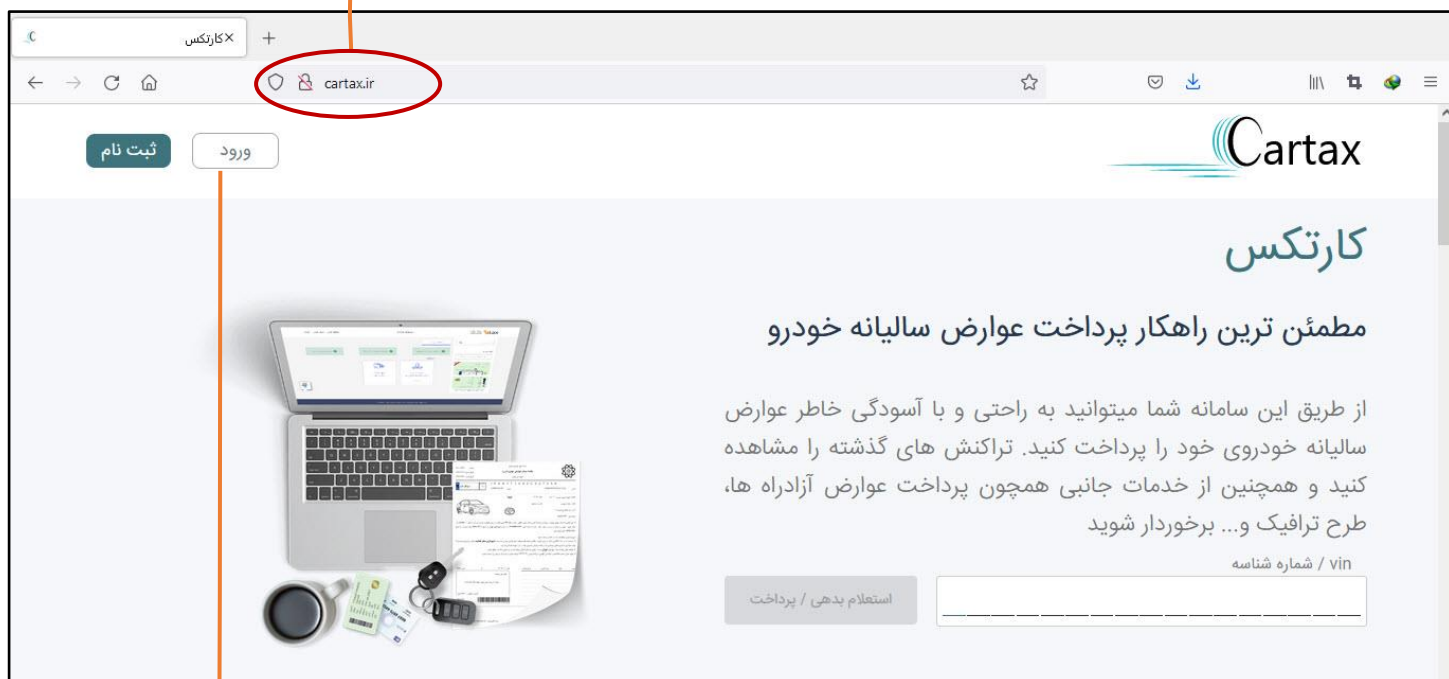 کارتکس
cartax.ir
Cartax
ورود
ثبت نام
کارتکس
مطمئن ترین راهکار پرداخت عوارض سالیانه خودرو
از طریق این سامانه شما میتوانید به راحتی و با آسودگی خاطر عوارض
سالیانه خودروی خود را پرداخت کنید. تراکنش های گذشته را مشاهده
کنید و همچنین از خدمات جانبی همچون پرداخت عوارض آزادراه ها،
طرح ترافیک و... برخوردار شوید
vin / شماره شناسه
استعلام بدهی / پرداخت